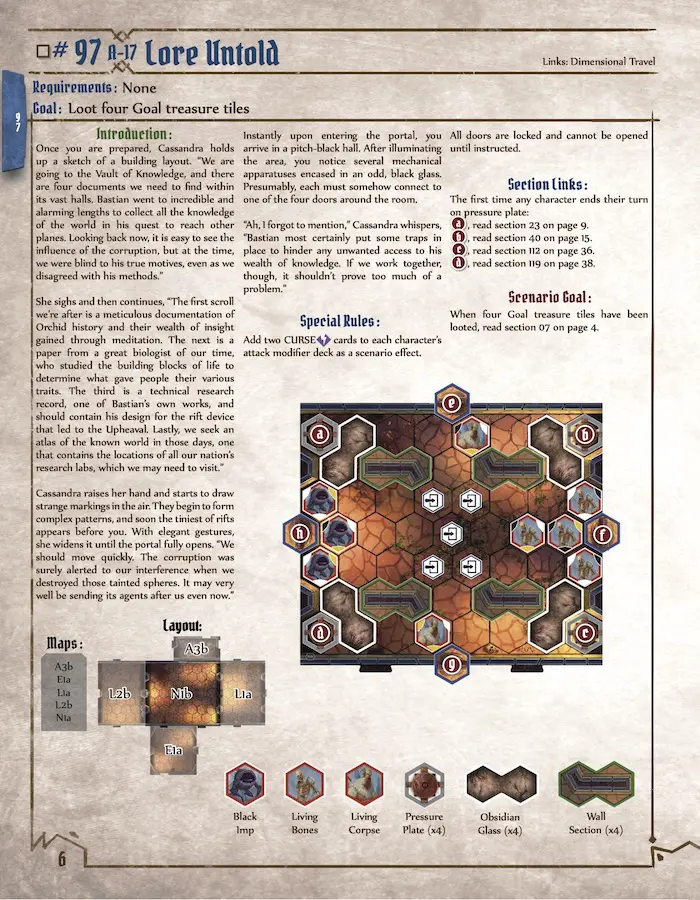 # 97 A-17 Lore Untold
Links: Dimensional Travel
Requirements: None
Goal: Loot four Goal treasure tiles
97
Introduction:
Once you are prepared, Cassandra holds
up a sketch of a building layout. "We are
going to the Vault of Knowledge, and there
are four documents we need to find within
its vast halls. Bastian went to incredible and
alarming lengths to collect all the knowledge
of the world in his quest to reach other
planes. Looking back now, it is easy to see the
influence of the corruption, but at the time,
we were blind to his true motives, even as we
disagreed with his methods."
She sighs and then continues, "The first scroll
we're after is a meticulous documentation of
Orchid history and their wealth of insight
gained through meditation. The next is a
paper from a great biologist of our time,
who studied the building blocks of life to
determine what gave people their various
traits. The third is a technical research
record, one of Bastian's own works, and
should contain his design for the rift device
that led to the Upheaval. Lastly, we seek an
atlas of the known world in those days, one
that contains the locations of all our nation's
research labs, which we may need to visit."
Cassandra raises her hand and starts to draw
strange markings in the air. They begin to form
complex patterns, and soon the tiniest of rifts
appears before you. With elegant gestures,
she widens it until the portal fully opens. "We
should move quickly. The corruption was
surely alerted to our interference when we
destroyed those tainted spheres. It may very
well be sending its agents after us even now."
Instantly upon entering the portal, you
arrive in a pitch-black hall. After illuminating
the area, you notice several mechanical
apparatuses encased in an odd, black glass.
Presumably, each must somehow connect to
one of the four doors around the room.
"Ah, I forgot to mention," Cassandra whispers,
"Bastian most certainly put some traps in
place to hinder any unwanted access to his
wealth of knowledge. If we work together,
though, it shouldn't prove too much of a
problem."
Special Rules:
Add two CURSE cards to each character's
attack modifier deck as a scenario effect.
All doors are locked and cannot be opened
until instructed.
Section Links:
The first time any character ends their turn
on pressure plate:
a, read section 23 on page 9.
b, read section 40 on page 15.
c, read section 112 on page 36.
d, read section 119 on page 38.
Scenario Goal:
When four Goal treasure tiles have been
looted, read section 07 on page 4.
e
a
b
h
f
d
c
g
Maps:
A3b
E1a
L1a
L2b
N1a
Layout:
A3b
L2b
N1b
L1a
E1a
Black
Imp
Living
Bones
Living
Corpse
Pressure
Plate (x4)
Obsidian
Glass (x4)
Wall
Section (x4)
6